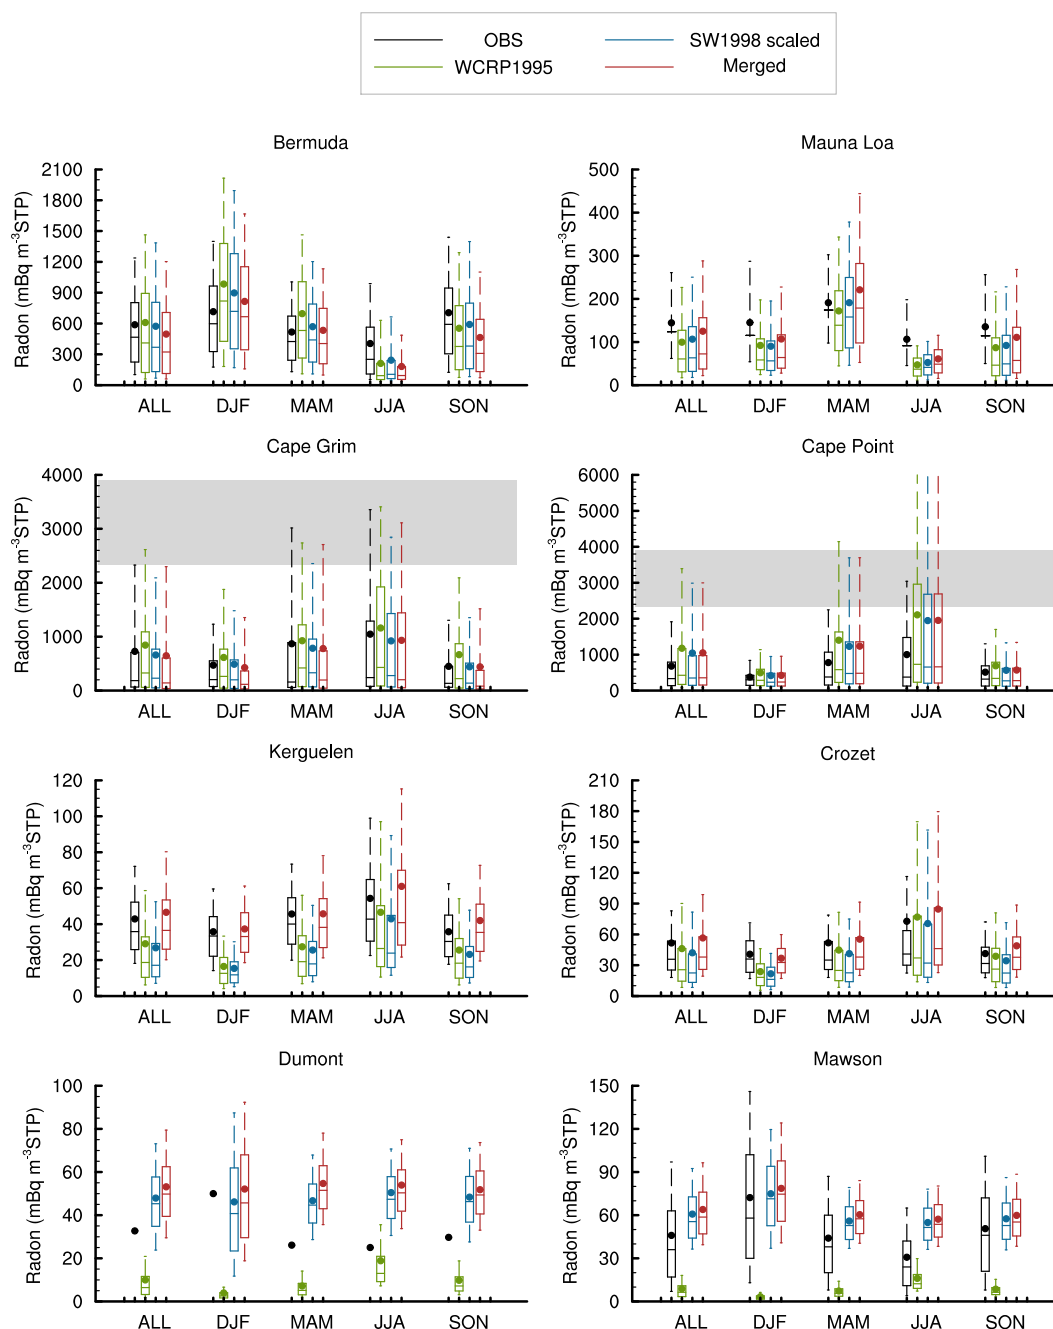 OBS SW1998 scaled
WCRP1995 Merged
Bermuda Mauna Loa
Radon (mBq m⁻³STP)
2100
1800
1500
1200
900
600
300
0
ALL DJF MAM JJA SON
Radon (mBq m⁻³STP)
500
400
300
200
100
0
ALL DJF MAM JJA SON
Cape Grim Cape Point
Radon (mBq m⁻³STP)
4000
3000
2000
1000
0
ALL DJF MAM JJA SON
Radon (mBq m⁻³STP)
6000
5000
4000
3000
2000
1000
0
ALL DJF MAM JJA SON
Kerguelen Crozet
Radon (mBq m⁻³STP)
120
100
80
60
40
20
0
ALL DJF MAM JJA SON
Radon (mBq m⁻³STP)
210
180
150
120
90
60
30
0
ALL DJF MAM JJA SON
Dumont Mawson
Radon (mBq m⁻³STP)
100
80
60
40
20
0
ALL DJF MAM JJA SON
Radon (mBq m⁻³STP)
150
120
90
60
30
0
ALL DJF MAM JJA SON